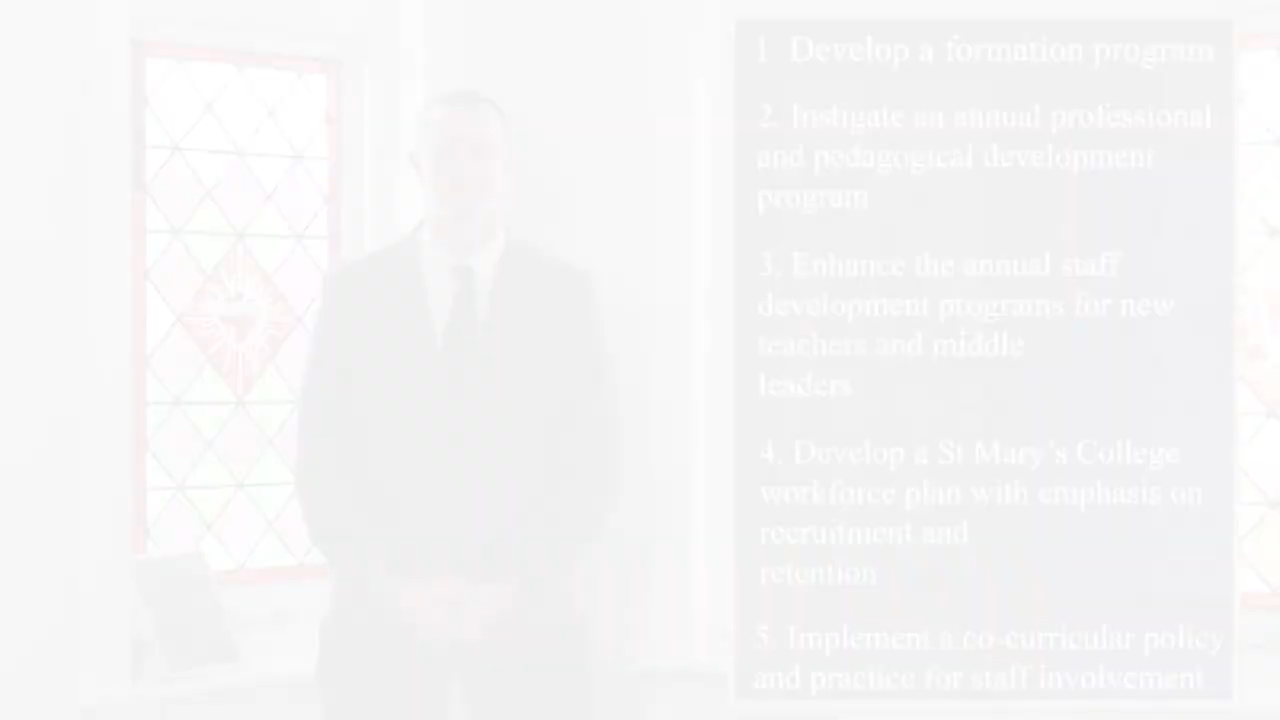 1 Develop a formation program
2. Instigate an annual professional
and pedagogical development
program
3. Enhance the annual staff
development programs for new
teachers and middle
leaders
4. Develop a St Mary's College
workforce plan with emphasis on
recruitment and
retention
5. Implement a co-curricular policy
and practice for staff involvement